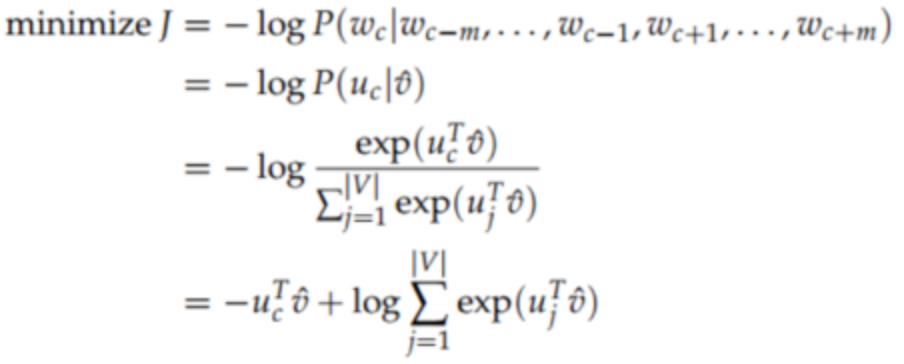 minimize J = − log P(w_c|w_{c−m}, . . . , w_{c−1}, w_{c+1}, . . . , w_{c+m})
= − log P(u_c|v̂)
= − log \frac{exp(u_c^T v̂)}{∑_{j=1}^{|V|} exp(u_j^T v̂)}
= −u_c^T v̂ + log ∑_{j=1}^{|V|} exp(u_j^T v̂)